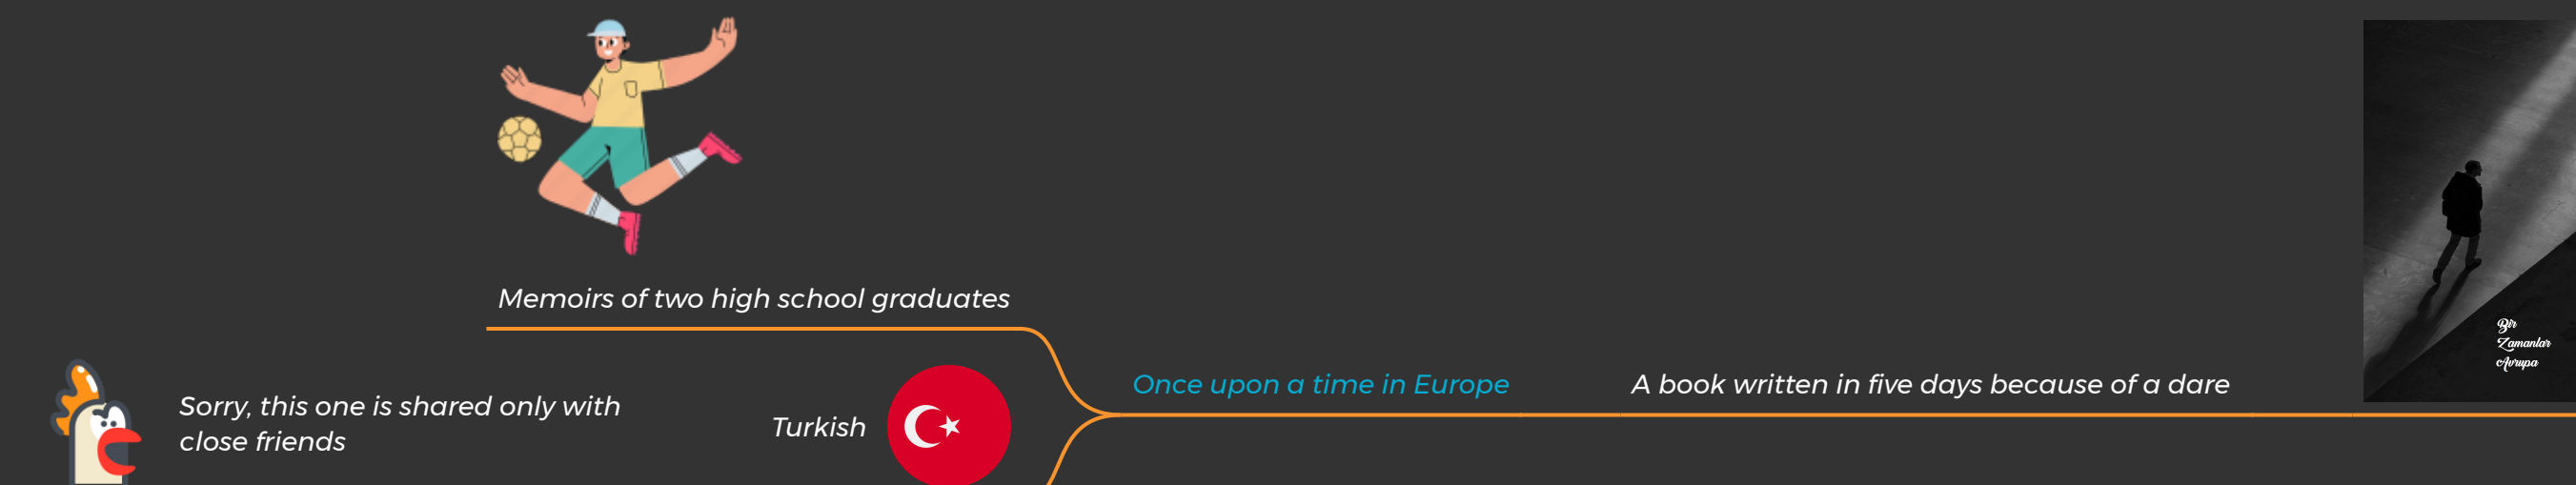 Memoirs of two high school graduates
Sorry, this one is shared only with
close friends
Turkish
Once upon a time in Europe
A book written in five days because of a dare
Bir
Zamanlar
Avrupa